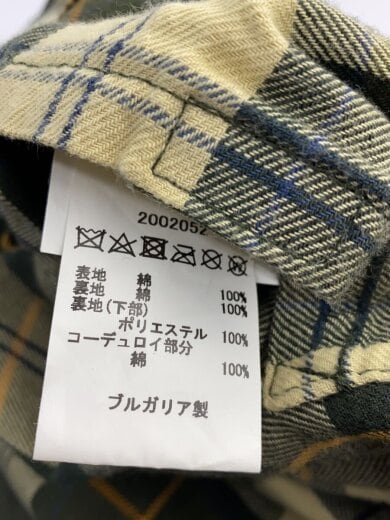 2002052
表地 綿 100%
裏地 綿 100%
裏地(下部)
ポリエステル 100%
コーデュロイ部分
綿 100%
ブルガリア製